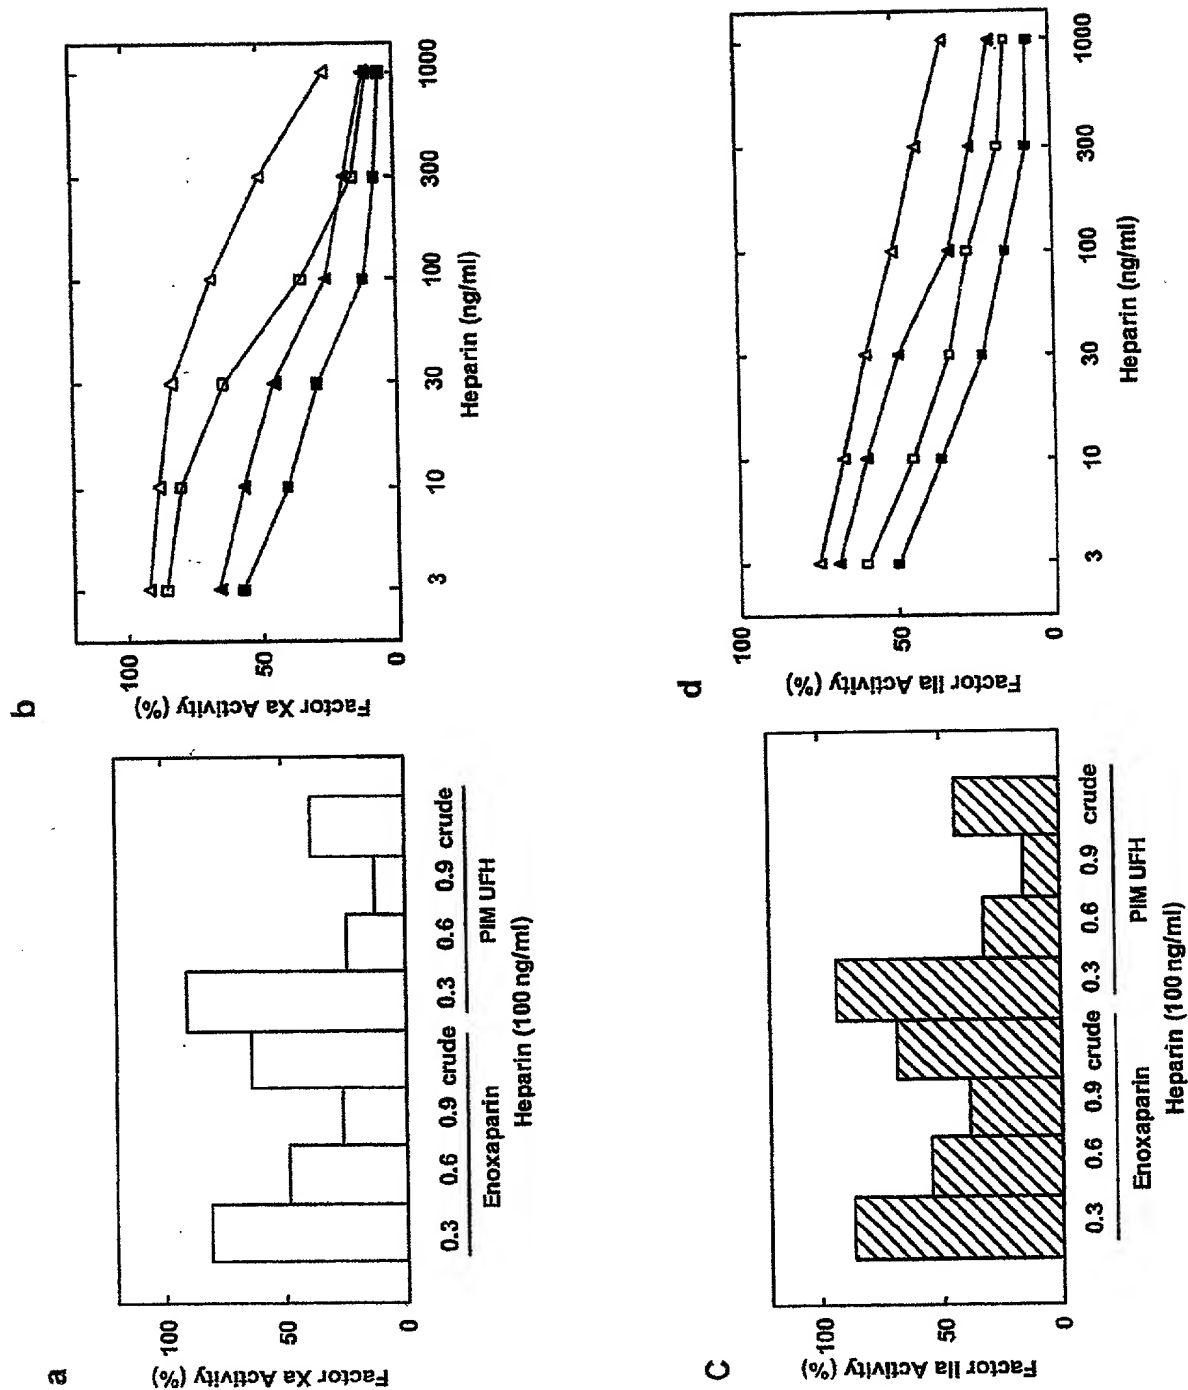 a
Factor Xa Activity (%)
100
50
0
0.3 0.6 0.9 crude 0.3 0.6 0.9 crude
Enoxaparin PIM UFH
Heparin (100 ng/ml)
b
Factor Xa Activity (%)
100
50
0
3 10 30 100 300 1000
Heparin (ng/ml)
C
Factor IIa Activity (%)
100
50
0
0.3 0.6 0.9 crude 0.3 0.6 0.9 crude
Enoxaparin PIM UFH
Heparin (100 ng/ml)
d
Factor IIa Activity (%)
100
50
0
3 10 30 100 300 1000
Heparin (ng/ml)